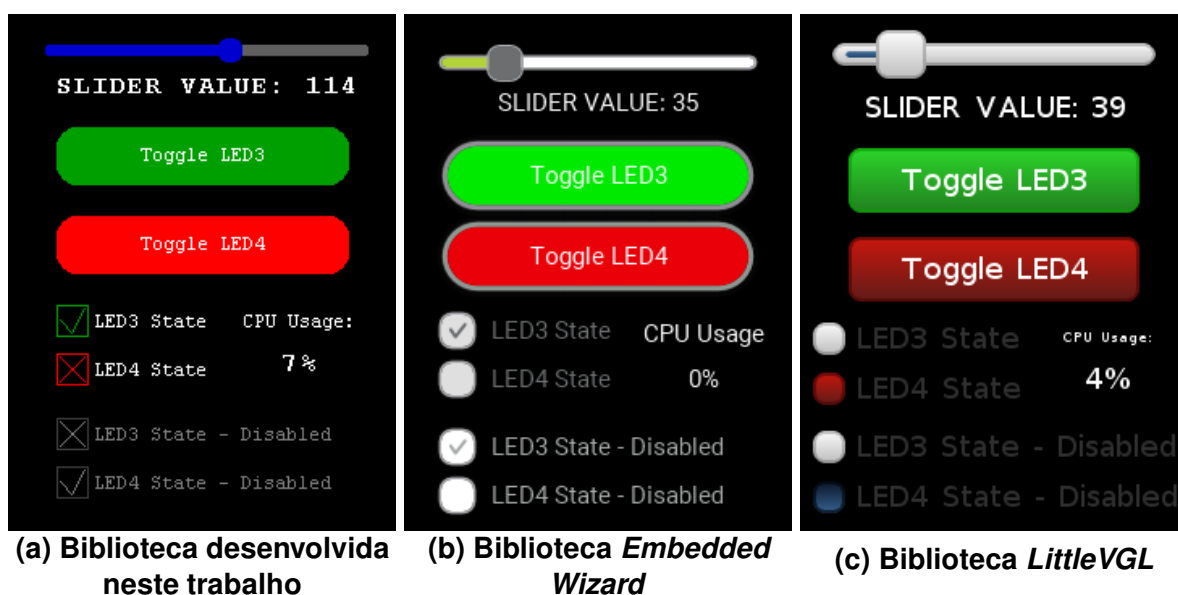 SLIDER VALUE: 114
Toggle LED3
Toggle LED4
LED3 State CPU Usage:
7%
LED4 State
LED3 State - Disabled
LED4 State - Disabled
(a) Biblioteca desenvolvida
neste trabalho
SLIDER VALUE: 35
Toggle LED3
Toggle LED4
LED3 State CPU Usage
LED4 State 0%
LED3 State - Disabled
LED4 State - Disabled
(b) Biblioteca Embedded
Wizard
SLIDER VALUE: 39
Toggle LED3
Toggle LED4
LED3 State CPU Usage:
4%
LED4 State
LED3 State - Disabled
LED4 State - Disabled
(c) Biblioteca LittleVGL